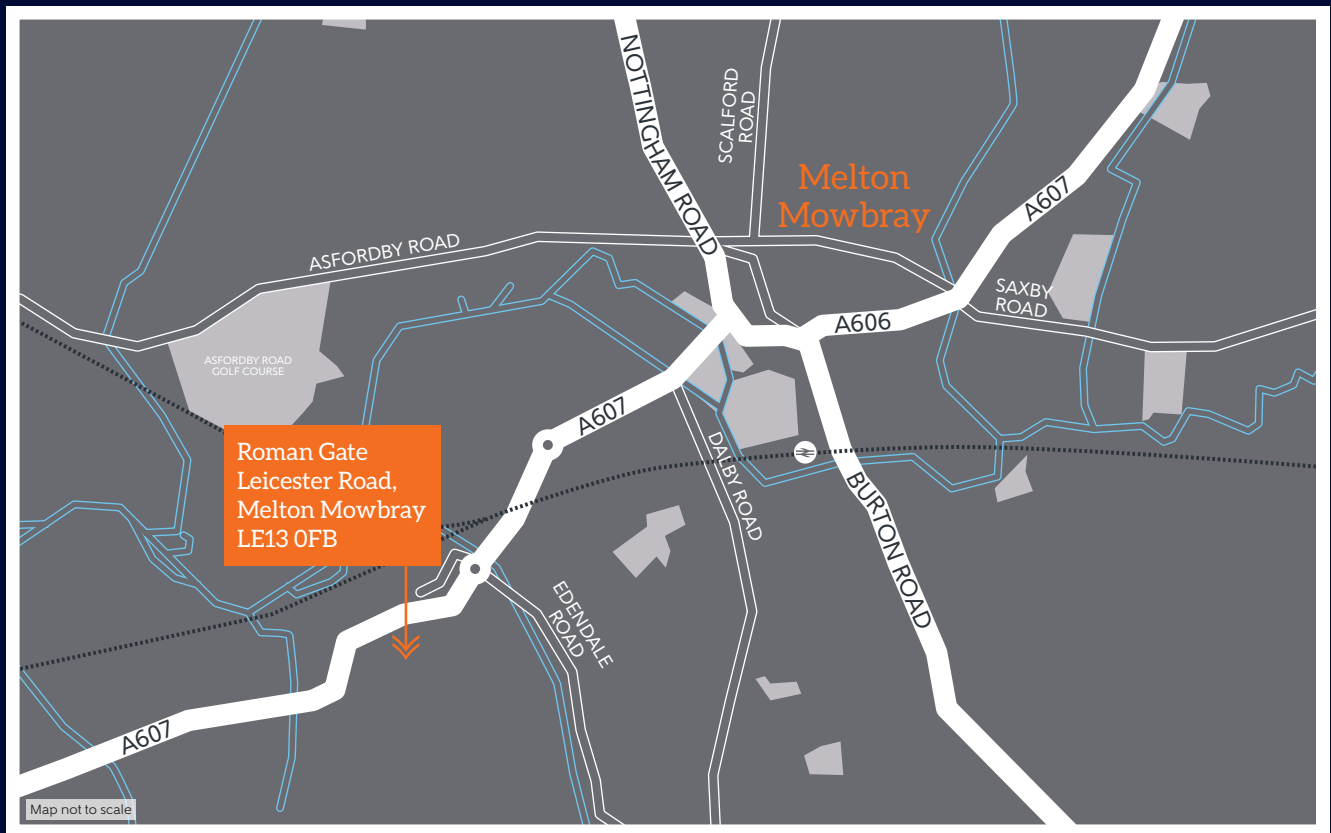 NOTTINGHAM ROAD
SCALFORD
ROAD
Melton
Mowbray
A607
ASFORDBY ROAD
SAXBY
ROAD
A606
ASFORDBY ROAD
GOLF COURSE
A607
Roman Gate
Leicester Road,
Melton Mowbray
LE13 0FB
DALBY ROAD
BURTON ROAD
EDENDALE
ROAD
A607
Map not to scale